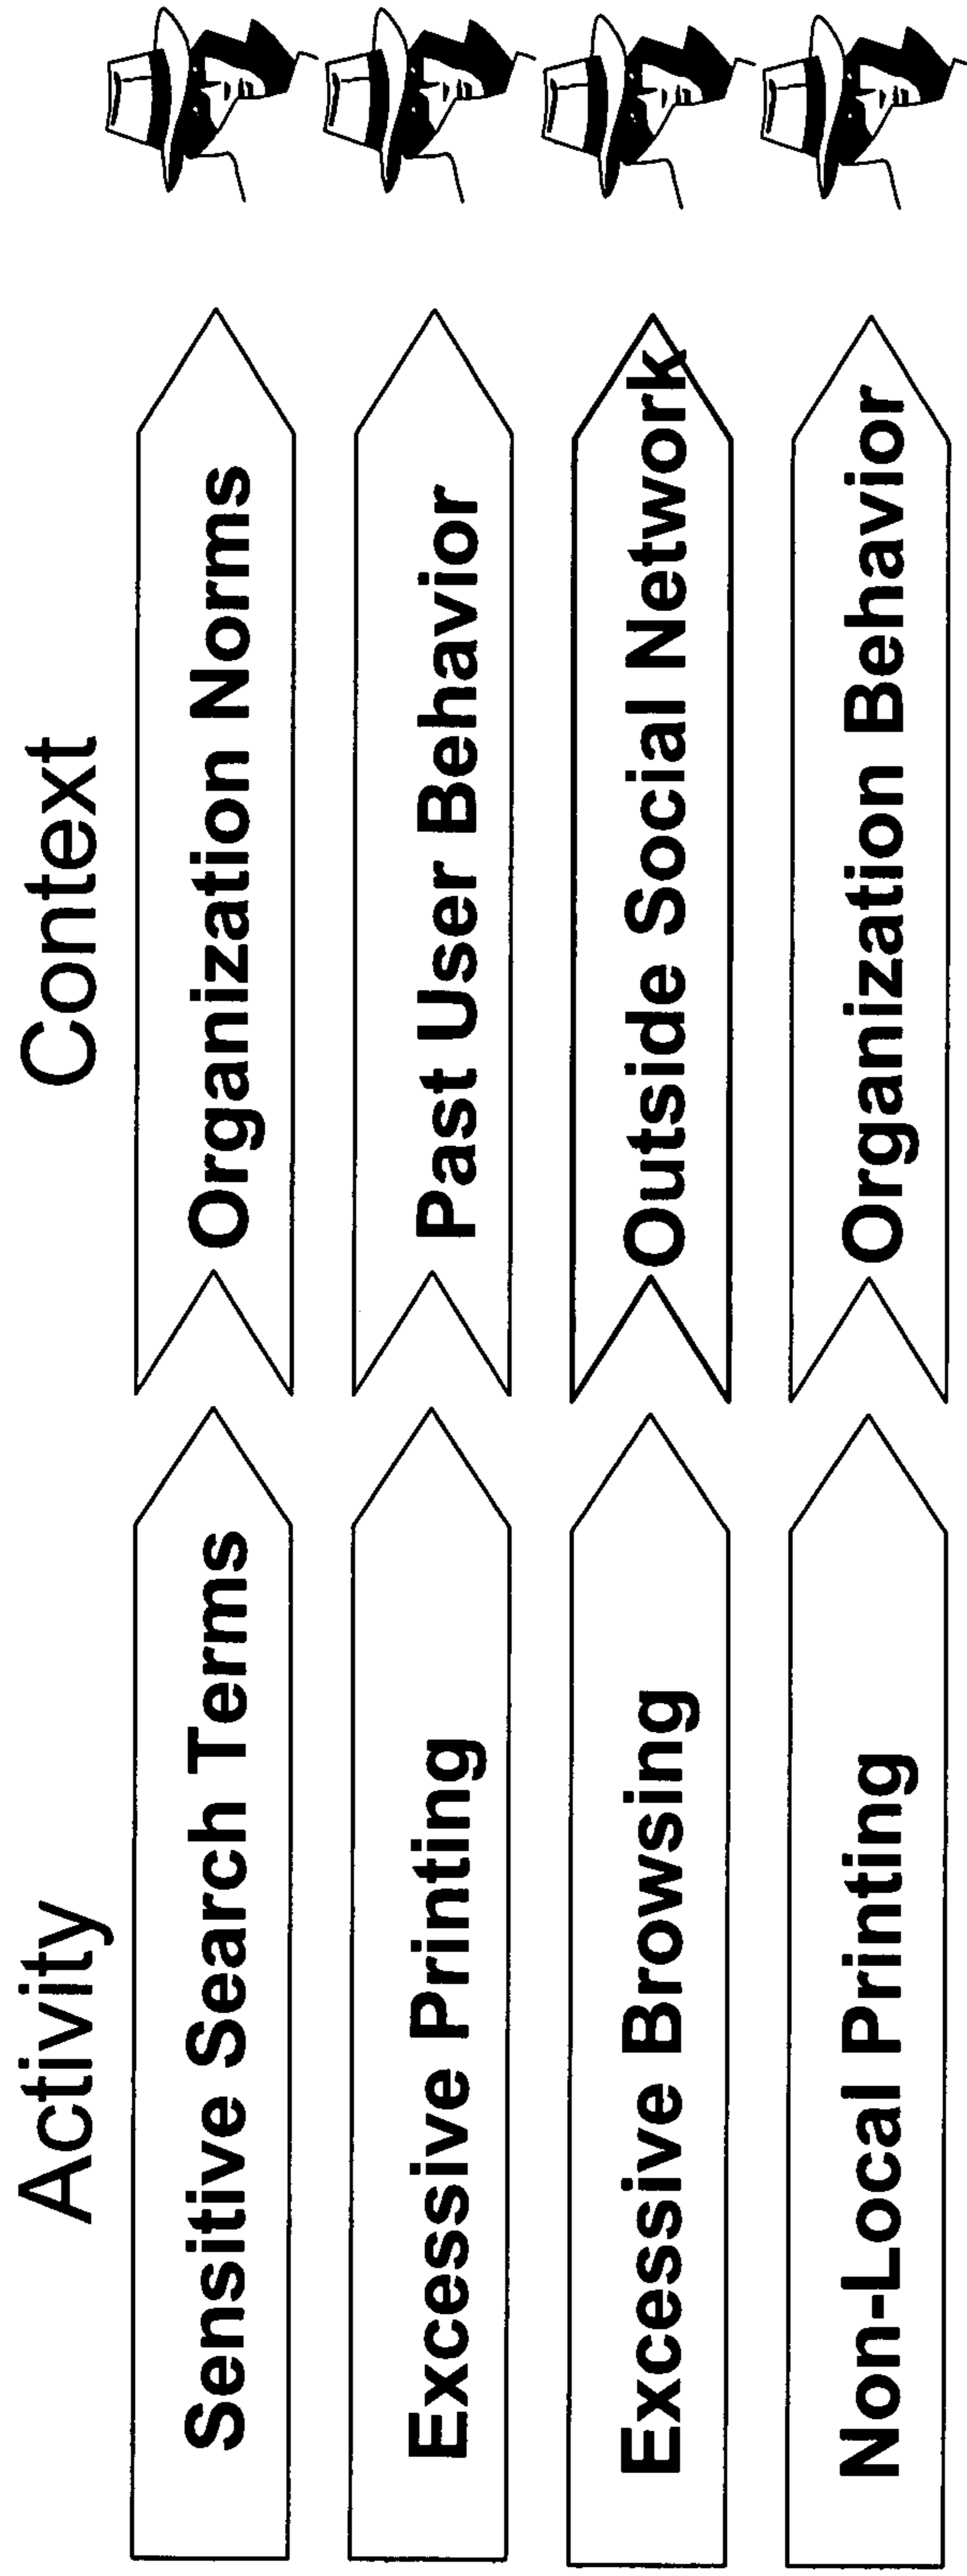 Activity
Context
Sensitive Search Terms
Organization Norms
Excessive Printing
Past User Behavior
Excessive Browsing
Outside Social Network
Non-Local Printing
Organization Behavior